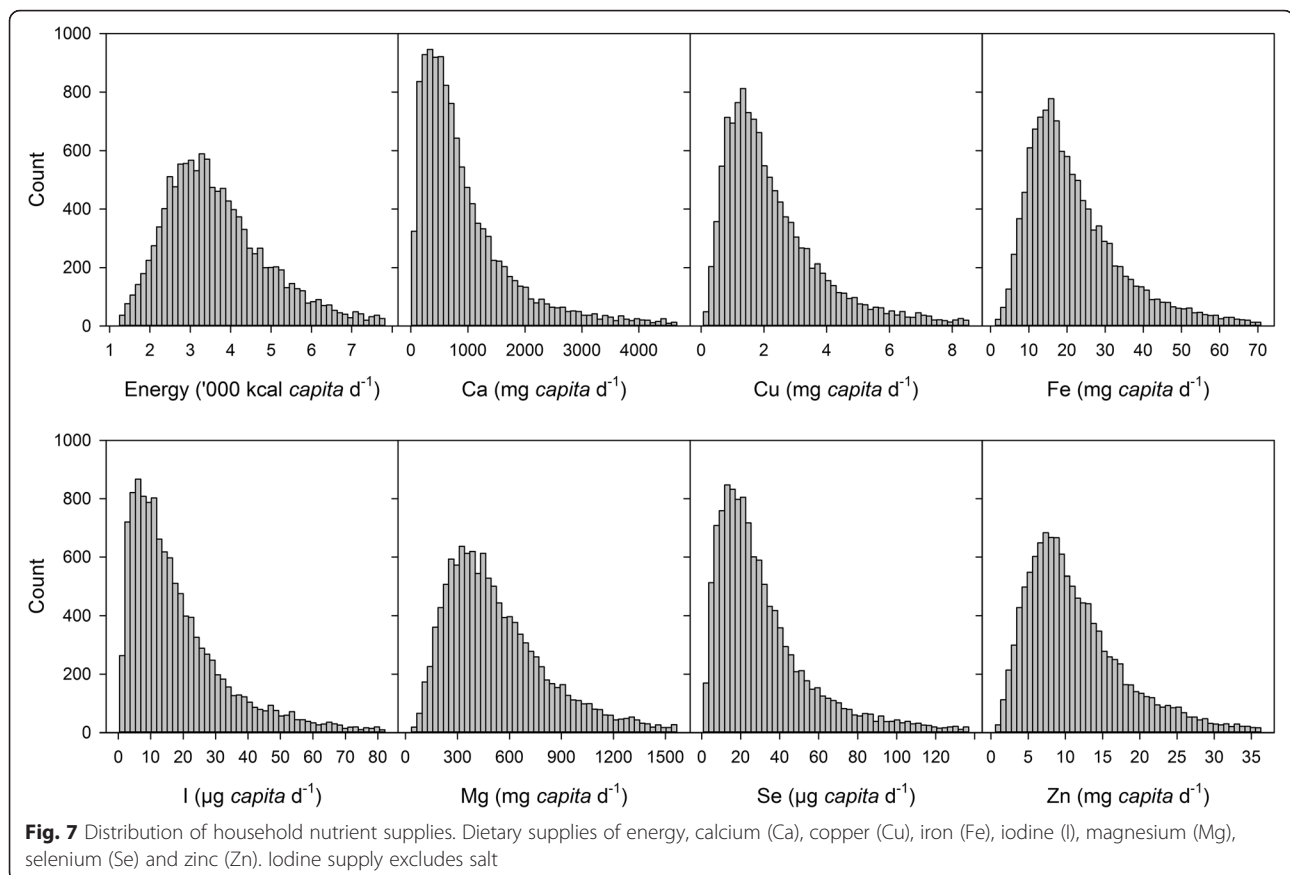 1000
800
600
400
200
0
Count
1 2 3 4 5 6 7
0 1000 2000 3000 4000
0 2 4 6 8
0 10 20 30 40 50 60 70
Energy ('000 kcal capita d⁻¹)
Ca (mg capita d⁻¹)
Cu (mg capita d⁻¹)
Fe (mg capita d⁻¹)
1000
800
600
400
200
0
Count
0 10 20 30 40 50 60 70 80
0 300 600 900 1200 1500
0 20 40 60 80 100 120
0 5 10 15 20 25 30 35
I (µg capita d⁻¹)
Mg (mg capita d⁻¹)
Se (µg capita d⁻¹)
Zn (mg capita d⁻¹)
Fig. 7 Distribution of household nutrient supplies. Dietary supplies of energy, calcium (Ca), copper (Cu), iron (Fe), iodine (I), magnesium (Mg),
selenium (Se) and zinc (Zn). Iodine supply excludes salt